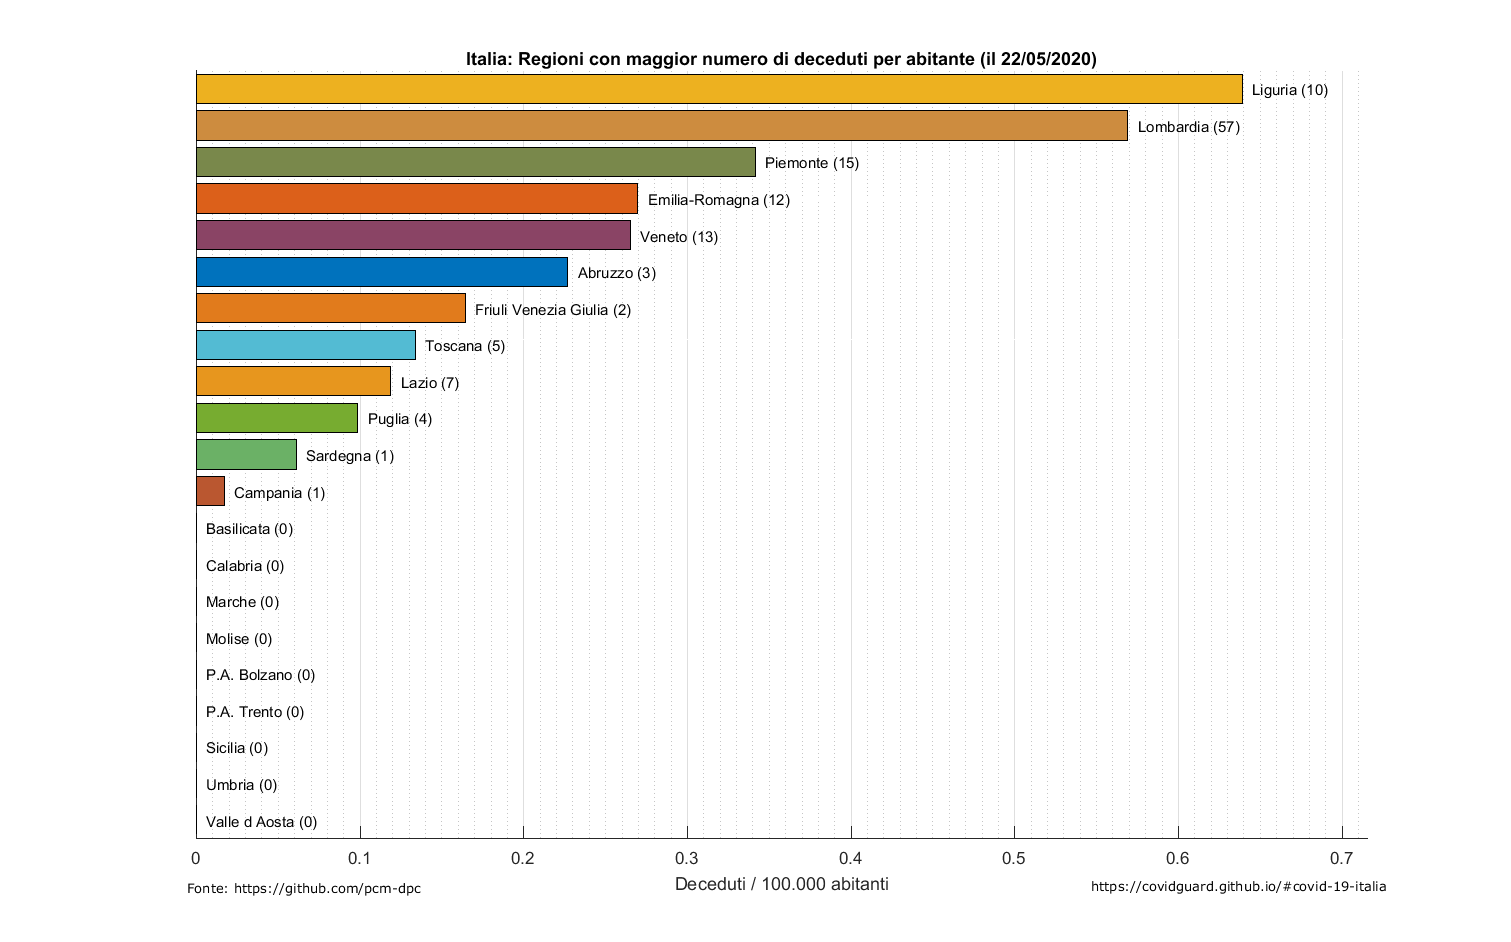 Italia: Regioni con maggior numero di deceduti per abitante (il 22/05/2020)
Liguria (10)
Lombardia (57)
Piemonte (15)
Emilia-Romagna (12)
Veneto (13)
Abruzzo (3)
Friuli Venezia Giulia (2)
Toscana (5)
Lazio (7)
Puglia (4)
Sardegna (1)
Campania (1)
Basilicata (0)
Calabria (0)
Marche (0)
Molise (0)
P.A. Bolzano (0)
P.A. Trento (0)
Sicilia (0)
Umbria (0)
Valle d Aosta (0)
0 0.1 0.2 0.3 0.4 0.5 0.6 0.7
Deceduti / 100.000 abitanti
Fonte: https://github.com/pcm-dpc
https://covidguard.github.io/#covid-19-italia